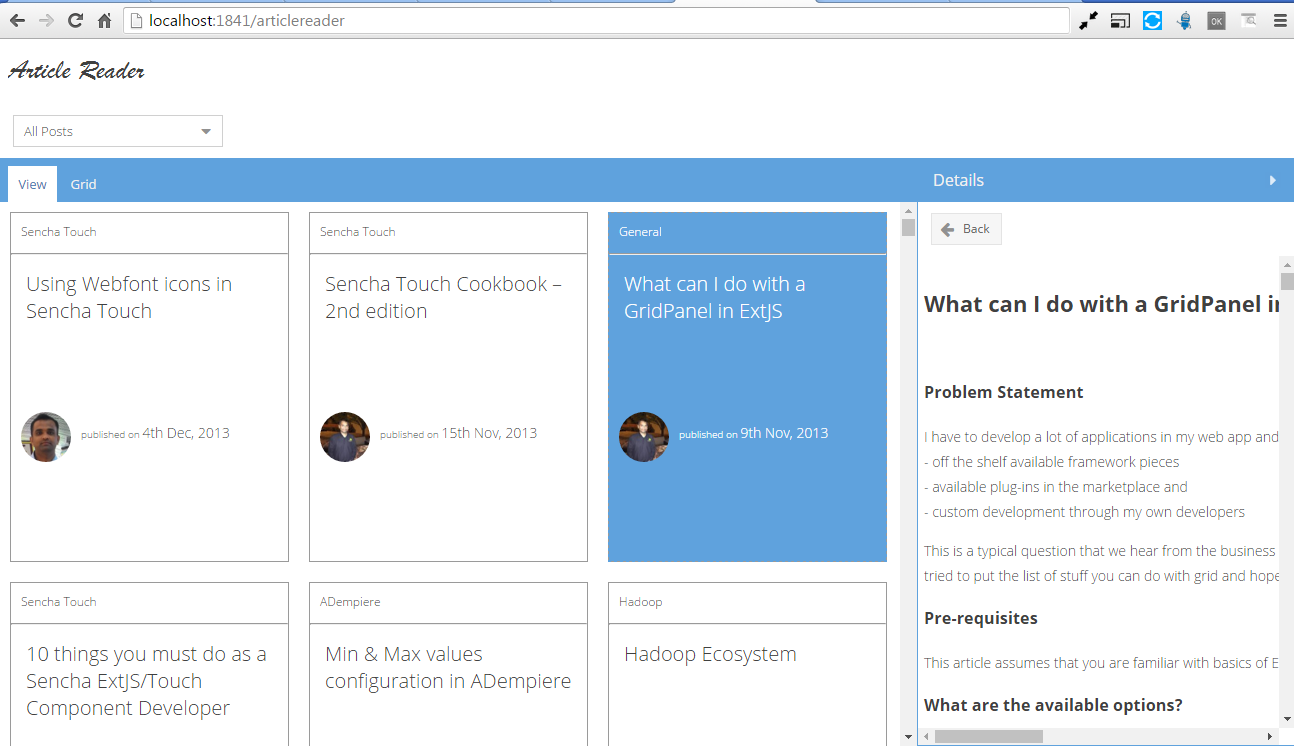 localhost:1841/articlereader
OK
Article Reader
All Posts
View
Grid
Details
Sencha Touch
Using Webfont icons in
Sencha Touch
published on 4th Dec, 2013
Sencha Touch
Sencha Touch Cookbook –
2nd edition
published on 15th Nov, 2013
General
What can I do with a
GridPanel in ExtJS
published on 9th Nov, 2013
Sencha Touch
10 things you must do as a
Sencha ExtJS/Touch
Component Developer
ADempiere
Min & Max values
configuration in ADempiere
Hadoop
Hadoop Ecosystem
Back
What can I do with a GridPanel in
Problem Statement
I have to develop a lot of applications in my web app and
- off the shelf available framework pieces
- available plug-ins in the marketplace and
- custom development through my own developers
This is a typical question that we hear from the business
tried to put the list of stuff you can do with grid and hope
Pre-requisites
This article assumes that you are familiar with basics of E
What are the available options?